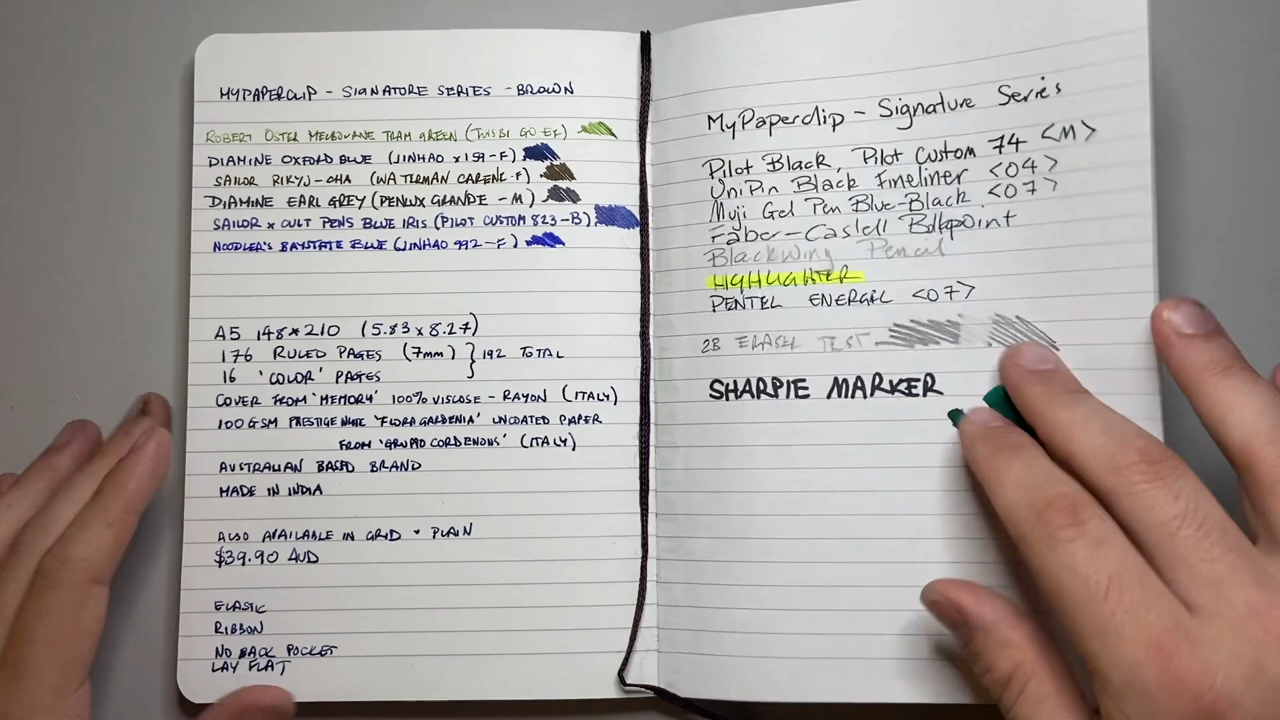 MYPAPERCLIP - SIGNATURE SERIES - BROWN
ROBERT OSTER MELBOURNE TRAM GREEN (TWSBI GO EF)
DIAMINE OXFORD BLUE (JINHAO X159-F)
SAILOR RIKYU-CHA (WATERMAN CARENE-F)
DIAMINE EARL GREY (PENLUX GRANDE - M)
SAILOR X CULT PENS BLUE IRIS (PILOT CUSTOM 823-B)
NOODLER'S BAYSTATE BLUE (JINHAO 992-F)
A5 148*210 (5.83 x 8.27)
176 RULED PAGES (7mm) } 192 TOTAL
16 'COLOR' PAGES
COVER FROM 'MEMORY' 100% VISCOSE - RAYON (ITALY)
100 GSM PRESTIGE WHITE 'FLORA GARDENIA' UNCOATED PAPER
FROM 'GRUPPO CORDENONS' (ITALY)
AUSTRALIAN BASED BRAND
MADE IN INDIA
ALSO AVAILABLE IN GRID + PLAIN
$39.90 AUD
ELASTIC
RIBBON
NO BACK POCKET
LAY FLAT
MyPaperclip - Signature Series
Pilot Black, Pilot Custom 74 <M>
UniPin Black Fineliner <04>
Muji Gel Pen Blue-Black <07>
Faber-Castell Ballpoint
Blackwing Pencil
HIGHLIGHTER
PENTEL ENERGEL <07>
2B ERASER TEST
SHARPIE MARKER